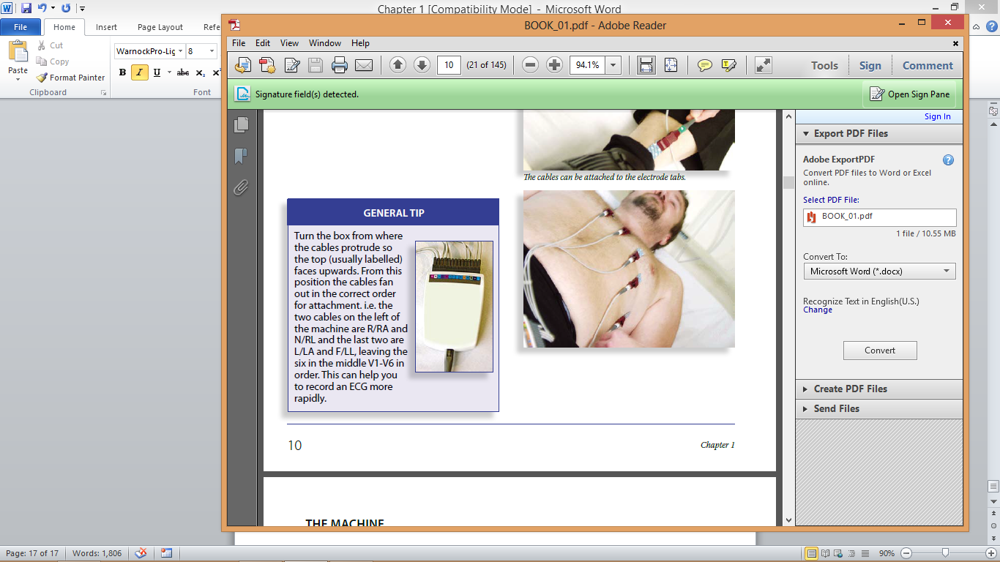 Chapter 1 [Compatibility Mode] - Microsoft Word
File Home Insert Page Layout Refe
Paste
Cut
Copy
Format Painter
Clipboard
WarnockPro-Lig 8
B I U abc x₂ x
Font
BOOK_01.pdf - Adobe Reader
File Edit View Window Help
10 (21 of 145) 94.1% Tools Sign Comment
Signature field(s) detected. Open Sign Pane
The cables can be attached to the electrode tabs.
GENERAL TIP
Turn the box from where
the cables protrude so
the top (usually labelled)
faces upwards. From this
position the cables fan
out in the correct order
for attachment. i.e. the
two cables on the left of
the machine are R/RA and
N/RL and the last two are
L/LA and F/LL, leaving the
six in the middle V1-V6 in
order. This can help you
to record an ECG more
rapidly.
10 Chapter 1
THE MACHINE
Sign In
Export PDF Files
Adobe ExportPDF
Convert PDF files to Word or Excel
online.
Select PDF File:
BOOK_01.pdf
1 file / 10.55 MB
Convert To:
Microsoft Word (*.docx)
Recognize Text in English(U.S.)
Change
Convert
Create PDF Files
Send Files
Page: 17 of 17 Words: 1,806 90%